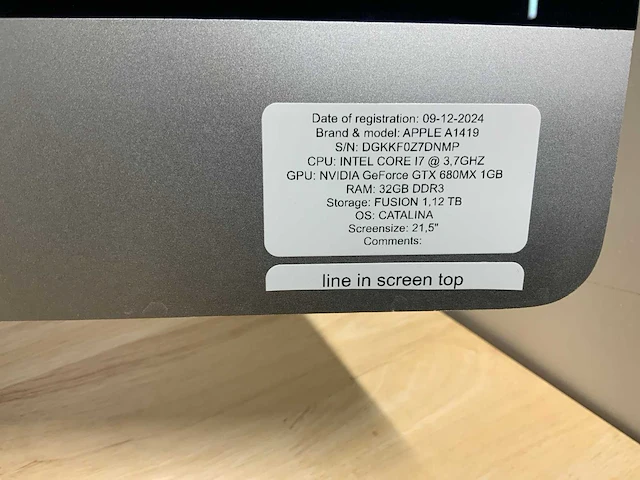 Date of registration: 09-12-2024
Brand & model: APPLE A1419
S/N: DGKKF0Z7DNMP
CPU: INTEL CORE I7 @ 3,7GHZ
GPU: NVIDIA GeForce GTX 680MX 1GB
RAM: 32GB DDR3
Storage: FUSION 1,12 TB
OS: CATALINA
Screensize: 21,5"
Comments:
line in screen top